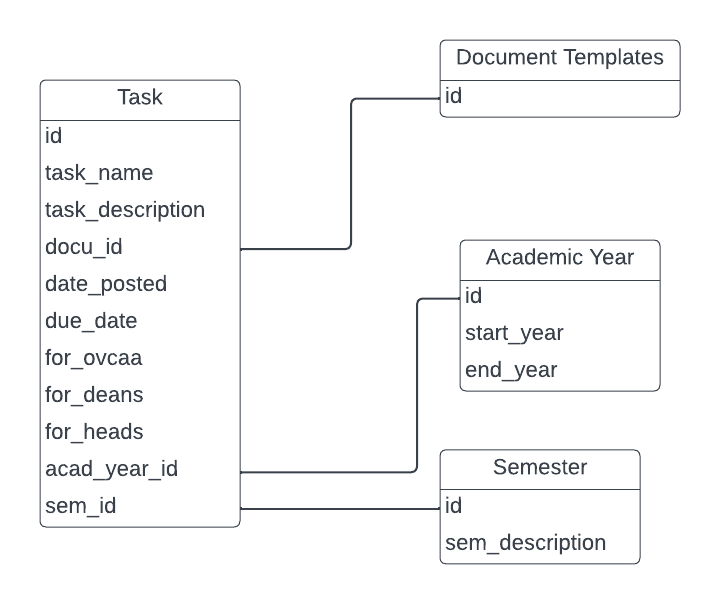 Task
id
task_name
task_description
docu_id
date_posted
due_date
for_ovcaa
for_deans
for_heads
acad_year_id
sem_id
Document Templates
id
Academic Year
id
start_year
end_year
Semester
id
sem_description